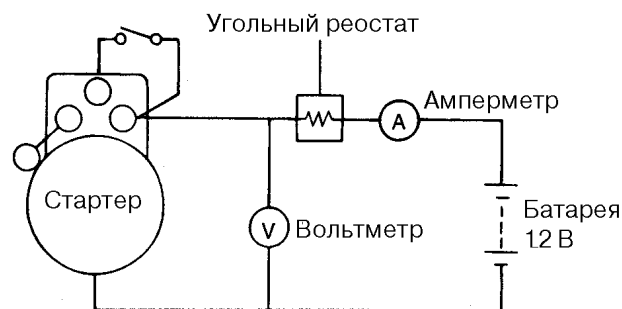 Угольный реостат
Амперметр
A
Стартер
V
Вольтметр
Батарея
12 В